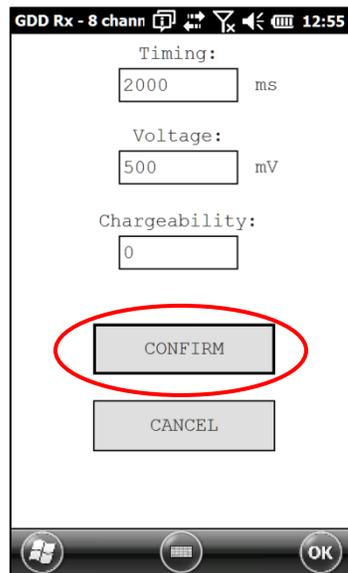 GDD Rx - 8 chann 12:55
Timing:
2000 ms
Voltage:
500 mV
Chargeability:
0
CONFIRM
CANCEL
OK